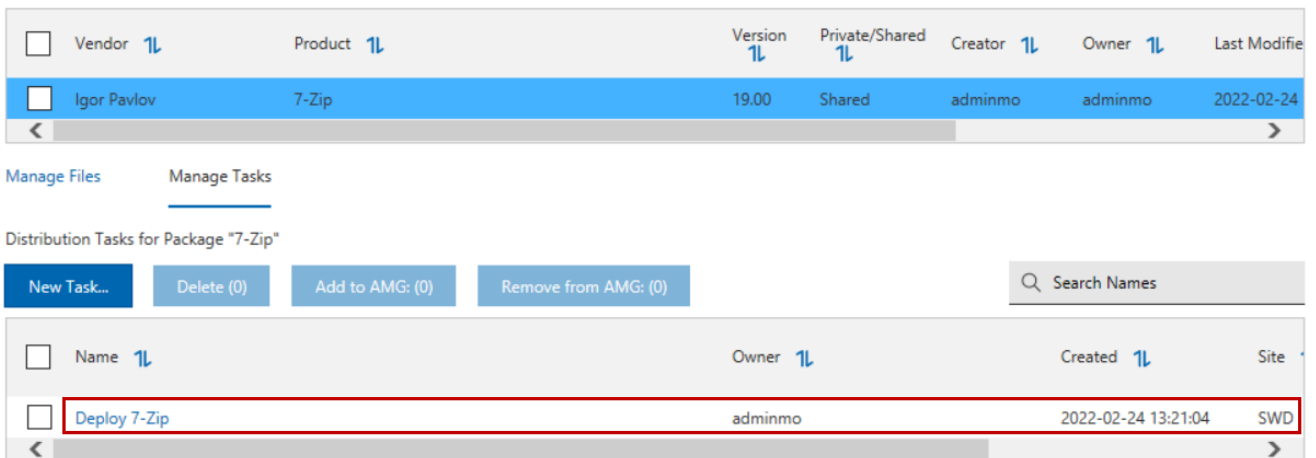 Vendor Product Version Private/Shared Creator Owner Last Modifie
Igor Pavlov 7-Zip 19.00 Shared adminmo adminmo 2022-02-24
Manage Files Manage Tasks
Distribution Tasks for Package "7-Zip"
New Task... Delete (0) Add to AMG: (0) Remove from AMG: (0) Search Names
Name Owner Created Site
Deploy 7-Zip adminmo 2022-02-24 13:21:04 SWD